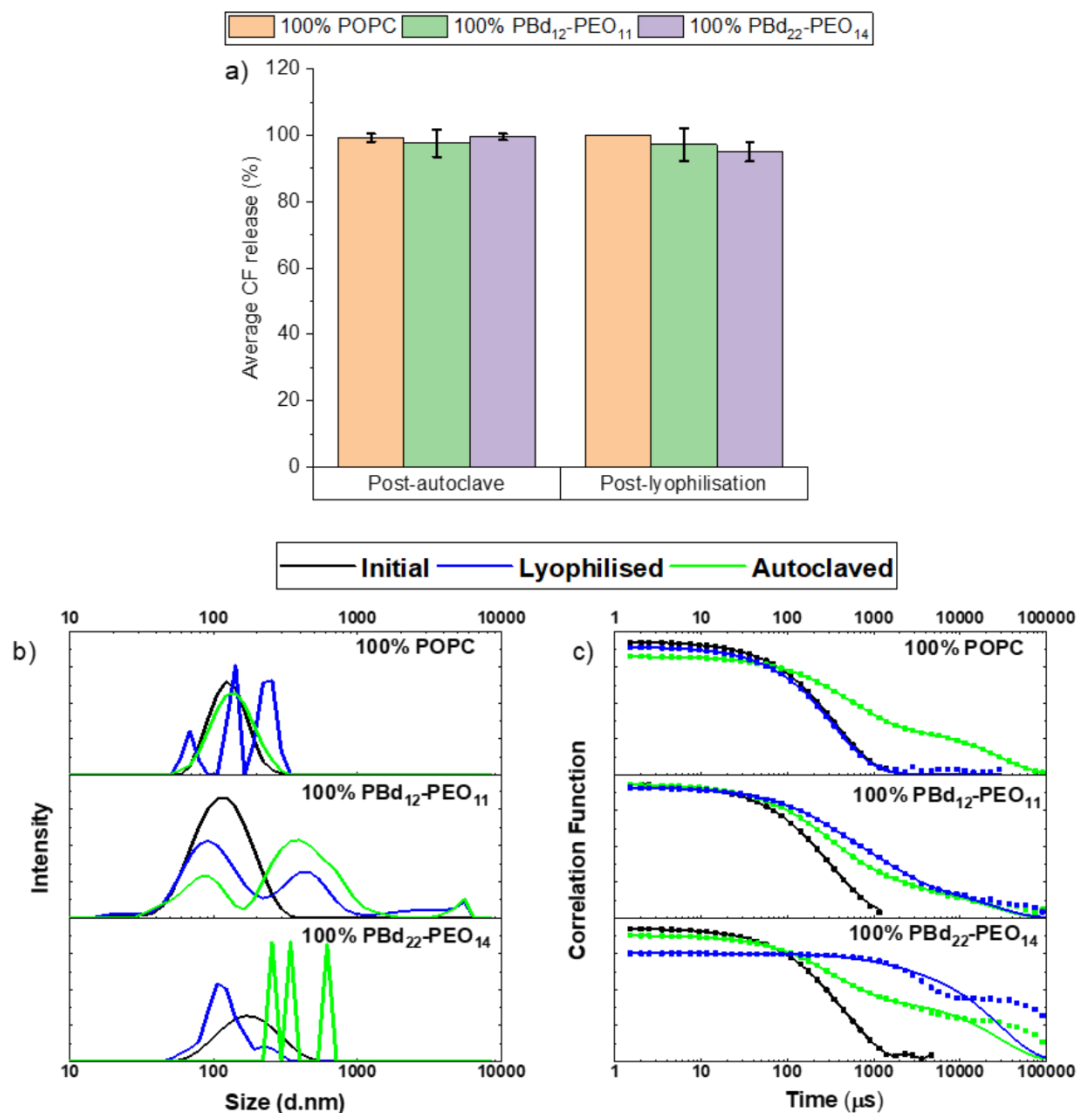 100% POPC 100% PBd₁₂-PEO₁₁ 100% PBd₂₂-PEO₁₄
a)
120
100
80
60
40
20
0
Average CF release (%)
Post-autoclave Post-lyophilisation
Initial Lyophilised Autoclaved
b)
10 100 1000 10000
100% POPC
100% PBd₁₂-PEO₁₁
100% PBd₂₂-PEO₁₄
Intensity
10 100 1000 10000
Size (d.nm)
c)
1 10 100 1000 10000 100000
100% POPC
100% PBd₁₂-PEO₁₁
100% PBd₂₂-PEO₁₄
Correlation Function
1 10 100 1000 10000 100000
Time (μs)